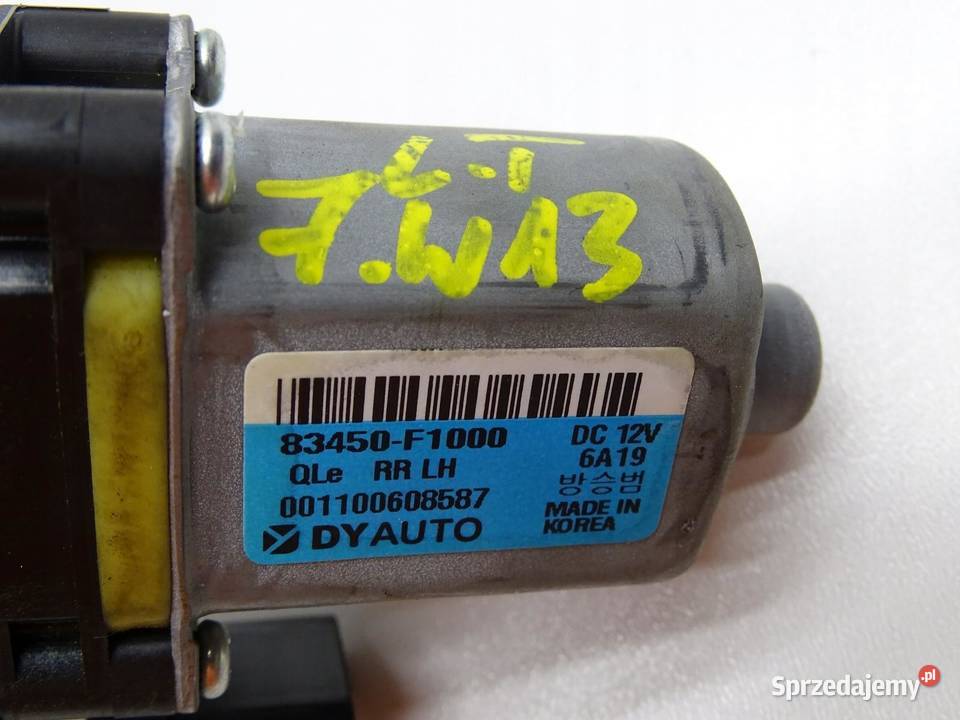 L.T
7.W13
83450-F1000 DC 12V
QLe RR LH 6A19
001100608587 방승범
DYAUTO MADE IN KOREA
Sprzedajemy.pl